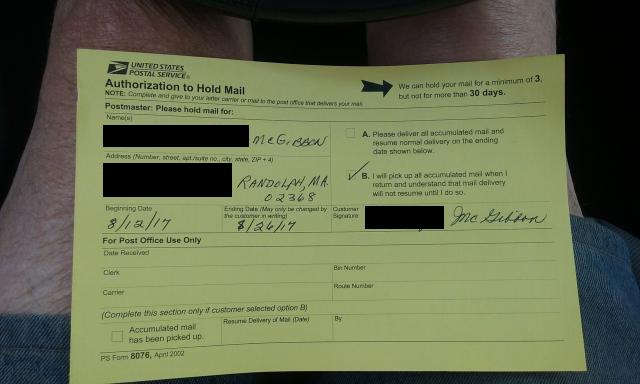 UNITED STATES
POSTAL SERVICE®
Authorization to Hold Mail
NOTE: Complete and give to your letter carrier or mail to the post office that delivers your mail.
We can hold your mail for a minimum of 3,
but not for more than 30 days.
Postmaster: Please hold mail for:
Name(s)
McGIBBON
A. Please deliver all accumulated mail and
resume normal delivery on the ending
date shown below.
Address (Number, street, apt./suite no., city, state, ZIP + 4)
RANDOLPH, MA.
02368
B. I will pick up all accumulated mail when I
return and understand that mail delivery
will not resume until I do so.
Beginning Date
8/12/17
Ending Date (May only be changed by
the customer in writing)
8/26/17
Customer
Signature
McGibbon
For Post Office Use Only
Date Received
Clerk
Bin Number
Carrier
Route Number
(Complete this section only if customer selected option B)
Accumulated mail
has been picked up.
Resume Delivery of Mail (Date)
By
PS Form 8076, April 2002